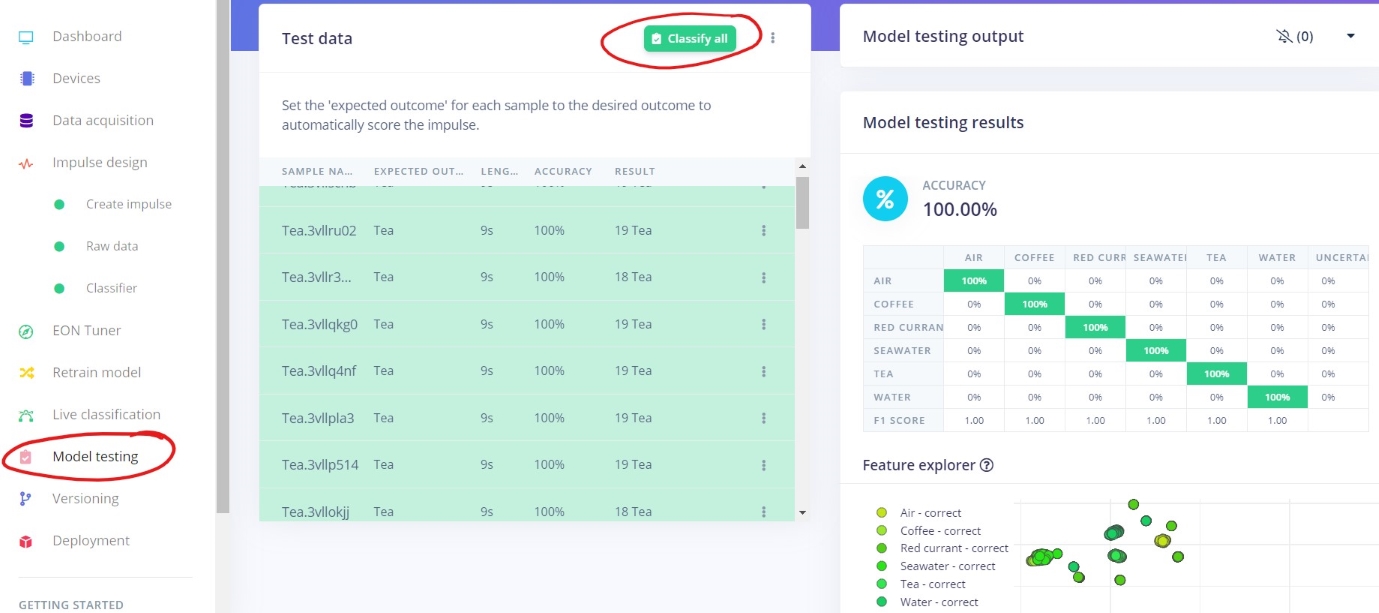 Dashboard
Devices
Data acquisition
Impulse design
Create impulse
Raw data
Classifier
EON Tuner
Retrain model
Live classification
Model testing
Versioning
Deployment
GETTING STARTED
Test data
Classify all
Set the 'expected outcome' for each sample to the desired outcome to
automatically score the impulse.
SAMPLE NA... EXPECTED OUT... LENG... ACCURACY RESULT
Tea.3vllru02 Tea 9s 100% 19 Tea
Tea.3vllr3... Tea 9s 100% 18 Tea
Tea.3vllqkg0 Tea 9s 100% 19 Tea
Tea.3vllq4nf Tea 9s 100% 19 Tea
Tea.3vllpla3 Tea 9s 100% 19 Tea
Tea.3vllp514 Tea 9s 100% 19 Tea
Tea.3vllokjj Tea 9s 100% 18 Tea
Model testing output
(0)
Model testing results
%
ACCURACY
100.00%
AIR COFFEE RED CURR SEAWATE TEA WATER UNCERTA
AIR 100% 0% 0% 0% 0% 0% 0%
COFFEE 0% 100% 0% 0% 0% 0% 0%
RED CURRAN 0% 0% 100% 0% 0% 0% 0%
SEAWATER 0% 0% 0% 100% 0% 0% 0%
TEA 0% 0% 0% 0% 100% 0% 0%
WATER 0% 0% 0% 0% 0% 100% 0%
F1 SCORE 1.00 1.00 1.00 1.00 1.00 1.00
Feature explorer ?
Air - correct
Coffee - correct
Red currant - correct
Seawater - correct
Tea - correct
Water - correct